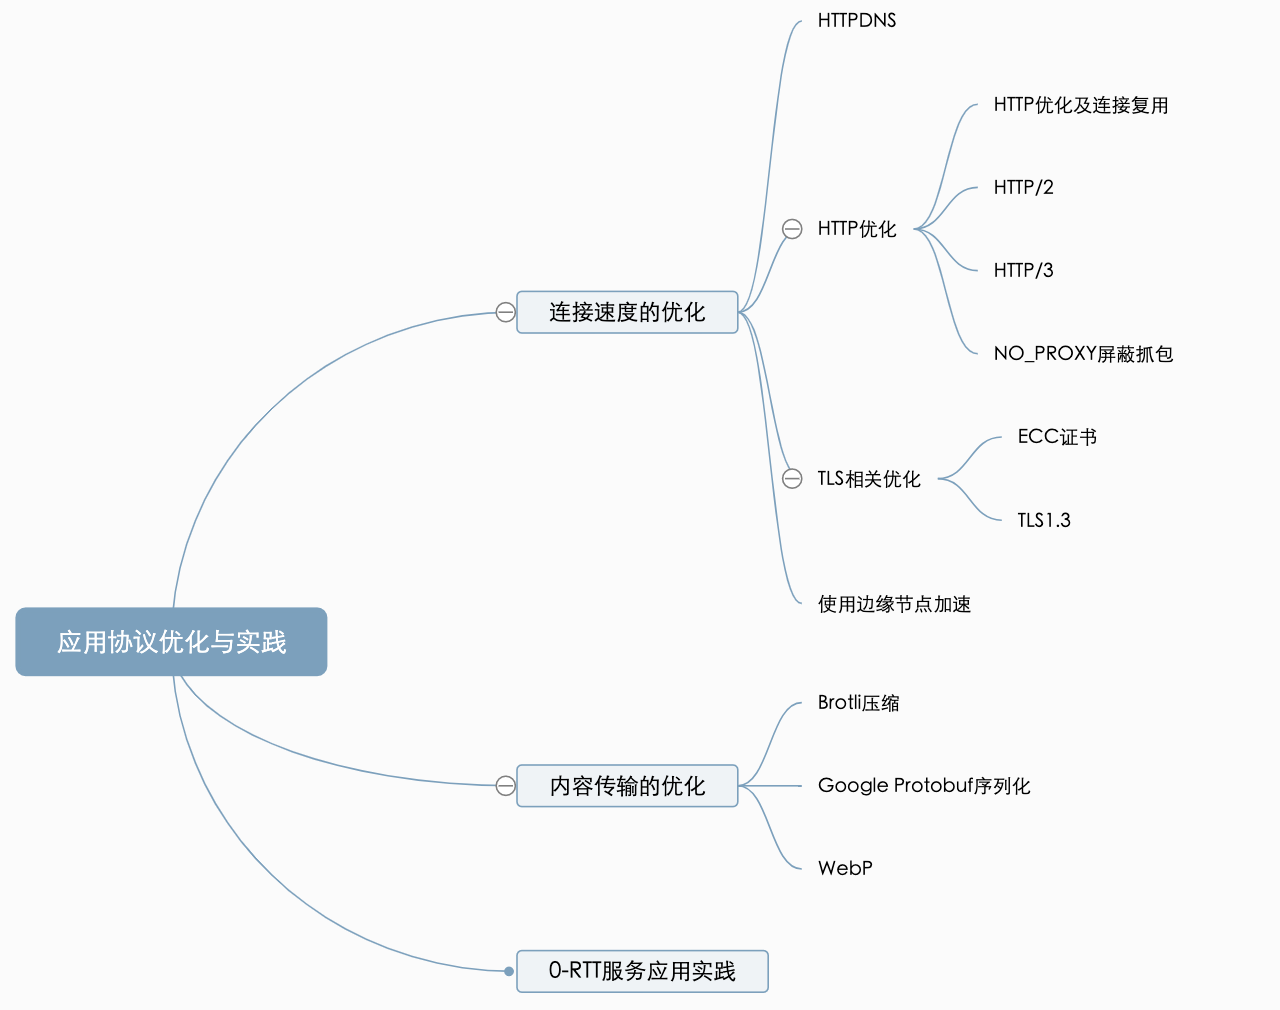 应用协议优化与实践
连接速度的优化
HTTPDNS
HTTP优化
HTTP优化及连接复用
HTTP/2
HTTP/3
NO_PROXY屏蔽抓包
TLS相关优化
ECC证书
TLS1.3
使用边缘节点加速
内容传输的优化
Brotli压缩
Google Protobuf序列化
WebP
0-RTT服务应用实践